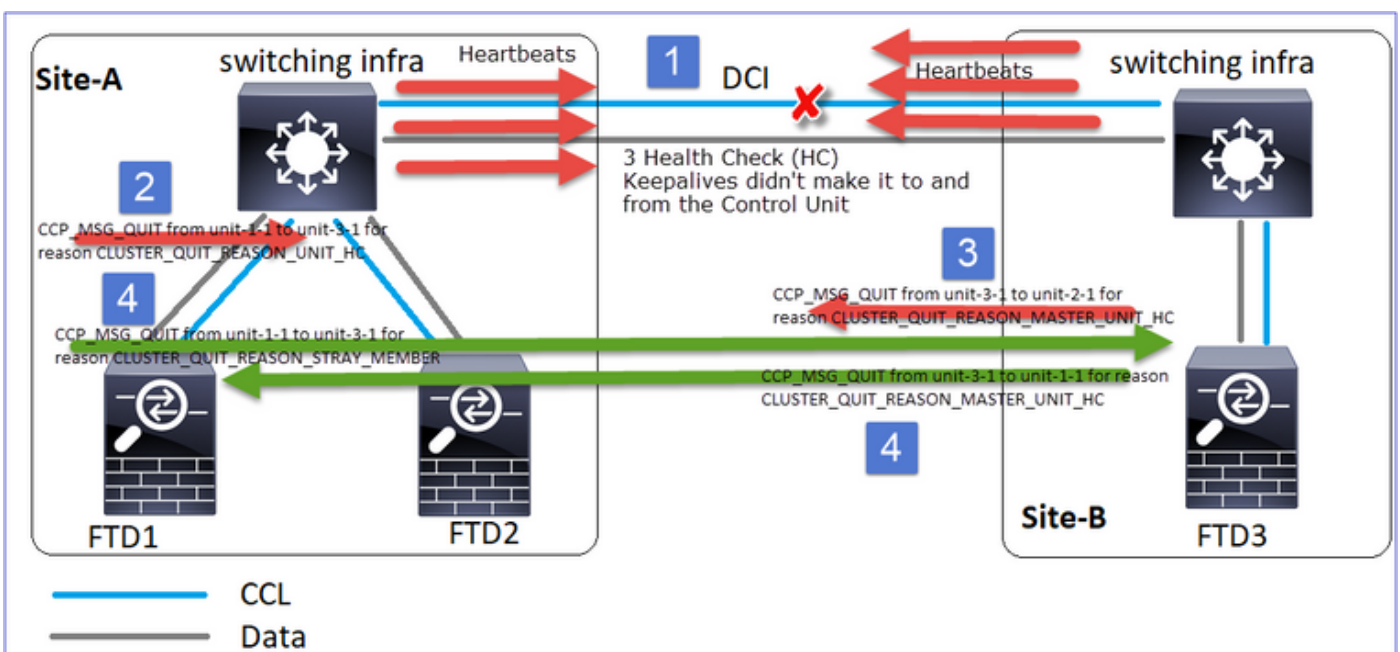 Site-A
switching infra
Heartbeats
1
DCI
Heartbeats
switching infra
3 Health Check (HC)
Keepalives didn't make it to and
from the Control Unit
2
CCP_MSG_QUIT from unit-1-1 to unit-3-1 for
reason CLUSTER_QUIT_REASON_UNIT_HC
3
CCP_MSG_QUIT from unit-3-1 to unit-2-1 for
reason CLUSTER_QUIT_REASON_MASTER_UNIT_HC
4
CCP_MSG_QUIT from unit-1-1 to unit-3-1 for
reason CLUSTER_QUIT_REASON_STRAY_MEMBER
CCP_MSG_QUIT from unit-3-1 to unit-1-1 for reason
CLUSTER_QUIT_REASON_MASTER_UNIT_HC
4
FTD1
FTD2
Site-B
FTD3
CCL
Data